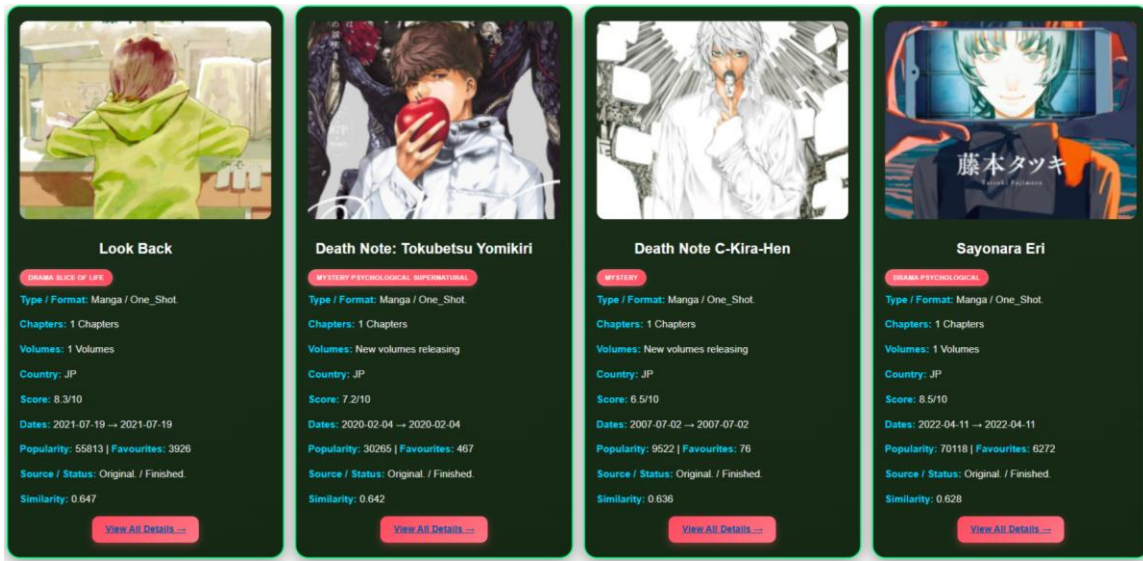 藤本タツキ
Tatsuki Fujimoto
Look Back
DRAMA SLICE OF LIFE
Type / Format: Manga / One_Shot.
Chapters: 1 Chapters
Volumes: 1 Volumes
Country: JP
Score: 8.3/10
Dates: 2021-07-19 → 2021-07-19
Popularity: 55813 | Favourites: 3926
Source / Status: Original. / Finished.
Similarity: 0.647
View All Details →
Death Note: Tokubetsu Yomikiri
MYSTERY PSYCHOLOGICAL SUPERNATURAL
Type / Format: Manga / One_Shot.
Chapters: 1 Chapters
Volumes: New volumes releasing
Country: JP
Score: 7.2/10
Dates: 2020-02-04 → 2020-02-04
Popularity: 30265 | Favourites: 467
Source / Status: Original. / Finished.
Similarity: 0.642
View All Details →
Death Note C-Kira-Hen
MYSTERY
Type / Format: Manga / One_Shot.
Chapters: 1 Chapters
Volumes: New volumes releasing
Country: JP
Score: 6.5/10
Dates: 2007-07-02 → 2007-07-02
Popularity: 9522 | Favourites: 76
Source / Status: Original. / Finished.
Similarity: 0.636
View All Details →
Sayonara Eri
DRAMA PSYCHOLOGICAL
Type / Format: Manga / One_Shot.
Chapters: 1 Chapters
Volumes: 1 Volumes
Country: JP
Score: 8.5/10
Dates: 2022-04-11 → 2022-04-11
Popularity: 70118 | Favourites: 6272
Source / Status: Original. / Finished.
Similarity: 0.628
View All Details →